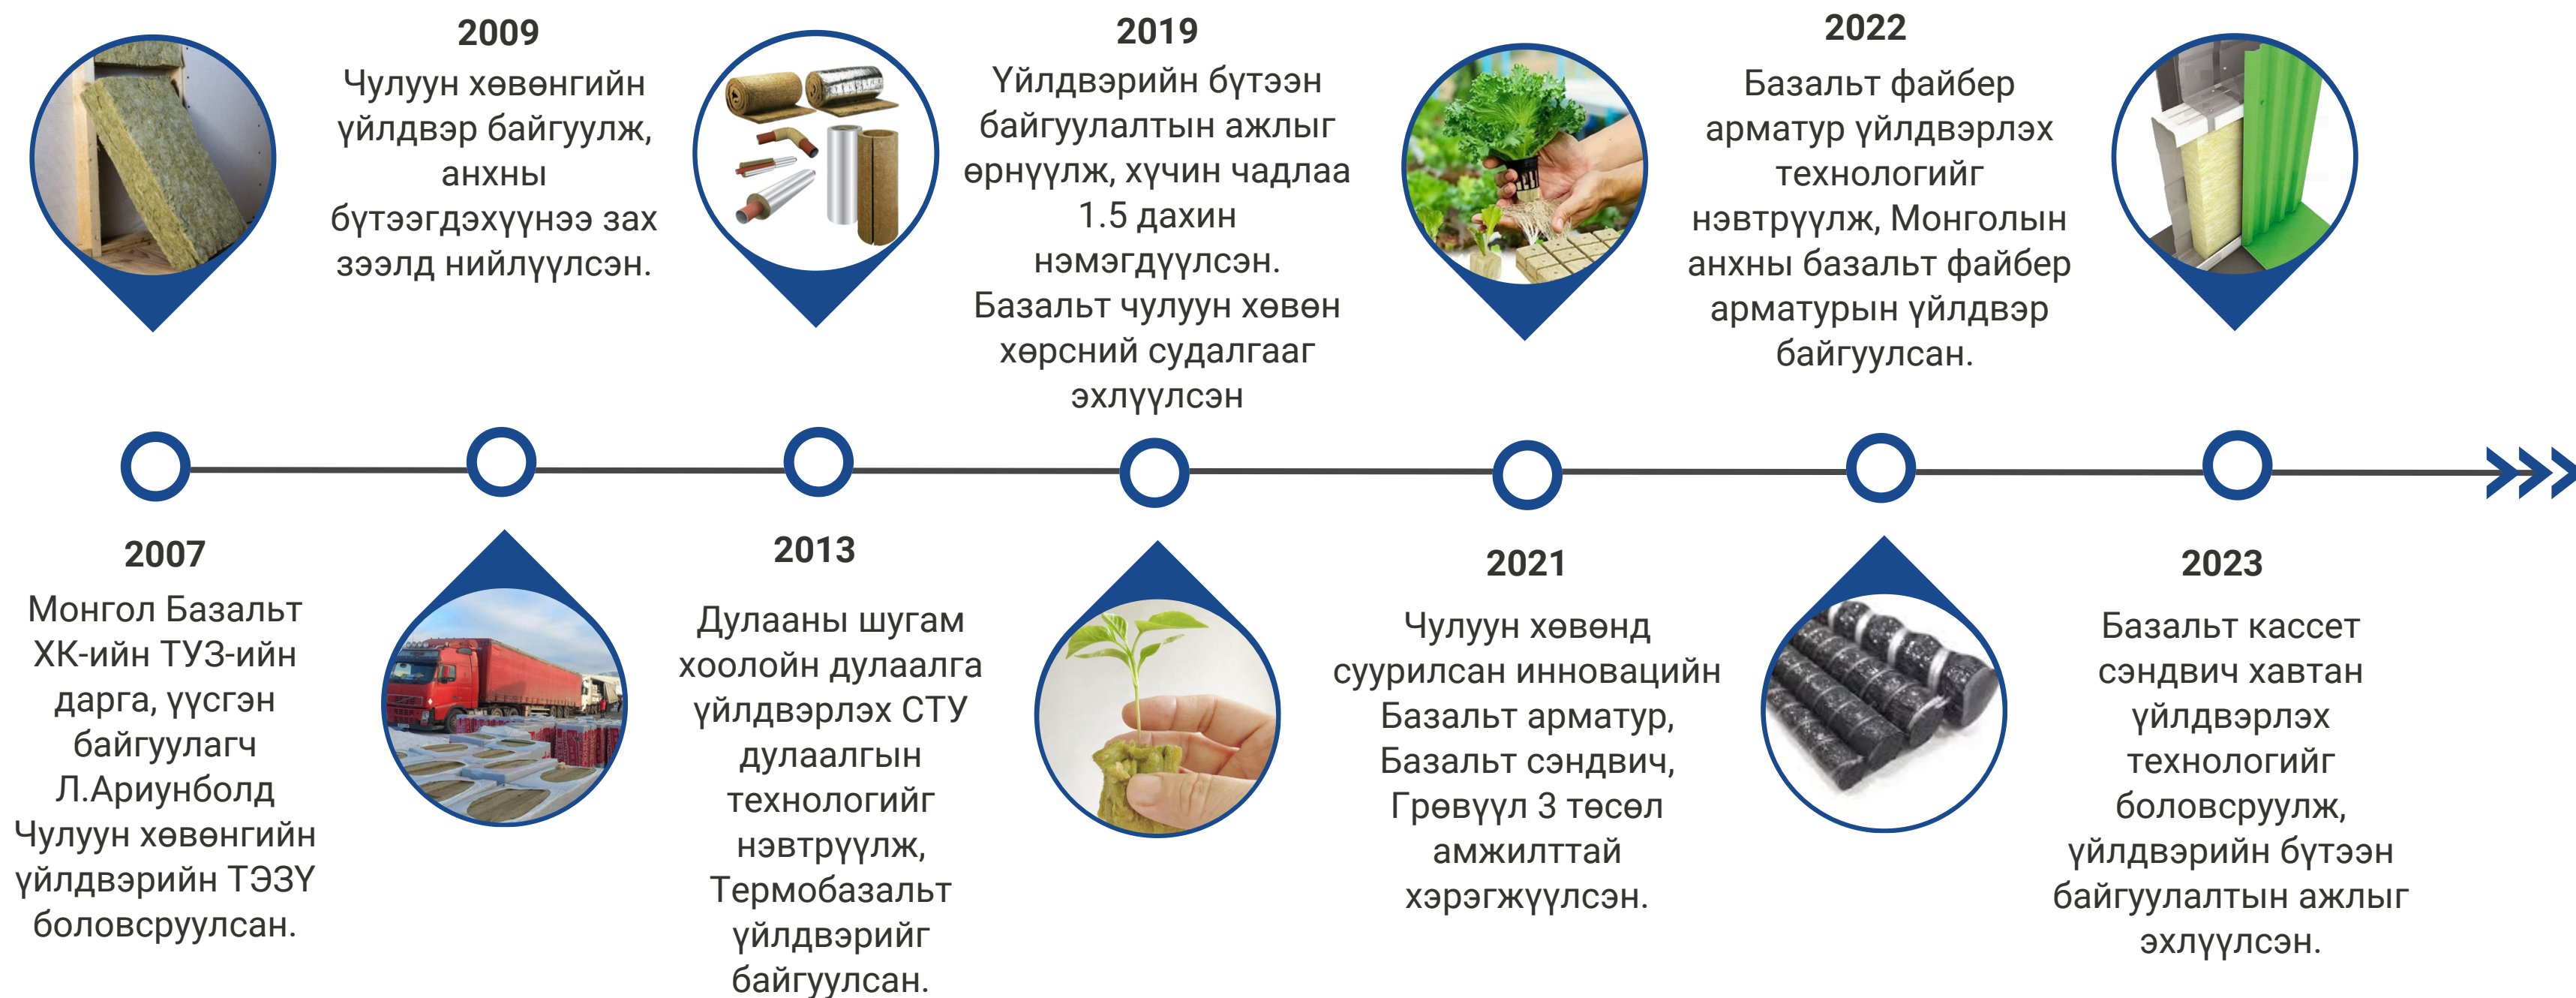 2007
Монгол Базальт
ХК-ийн ТУЗ-ийн
дарга, үүсгэн
байгуулагч
Л.Ариунболд
Чулуун хөвөнгийн
үйлдвэрийн ТЭЗҮ
боловсруулсан.
2009
Чулуун хөвөнгийн
үйлдвэр байгуулж,
анхны
бүтээгдэхүүнээ зах
зээлд нийлүүлсэн.
2013
Дулааны шугам
хоолойн дулаалга
үйлдвэрлэх СТУ
дулаалгын
технологийг
нэвтрүүлж,
Термобазальт
үйлдвэрийг
байгуулсан.
2019
Үйлдвэрийн бүтээн
байгуулалтын ажлыг
өрнүүлж, хүчин чадлаа
1.5 дахин
нэмэгдүүлсэн.
Базальт чулуун хөвөн
хөрсний судалгааг
эхлүүлсэн
2021
Чулуун хөвөнд
суурилсан инновацийн
Базальт арматур,
Базальт сэндвич,
Грөвүүл 3 төсөл
амжилттай
хэрэгжүүлсэн.
2022
Базальт файбер
арматур үйлдвэрлэх
технологийг
нэвтрүүлж, Монголын
анхны базальт файбер
арматурын үйлдвэр
байгуулсан.
2023
Базальт кассет
сэндвич хавтан
үйлдвэрлэх
технологийг
боловсруулж,
үйлдвэрийн бүтээн
байгуулалтын ажлыг
эхлүүлсэн.